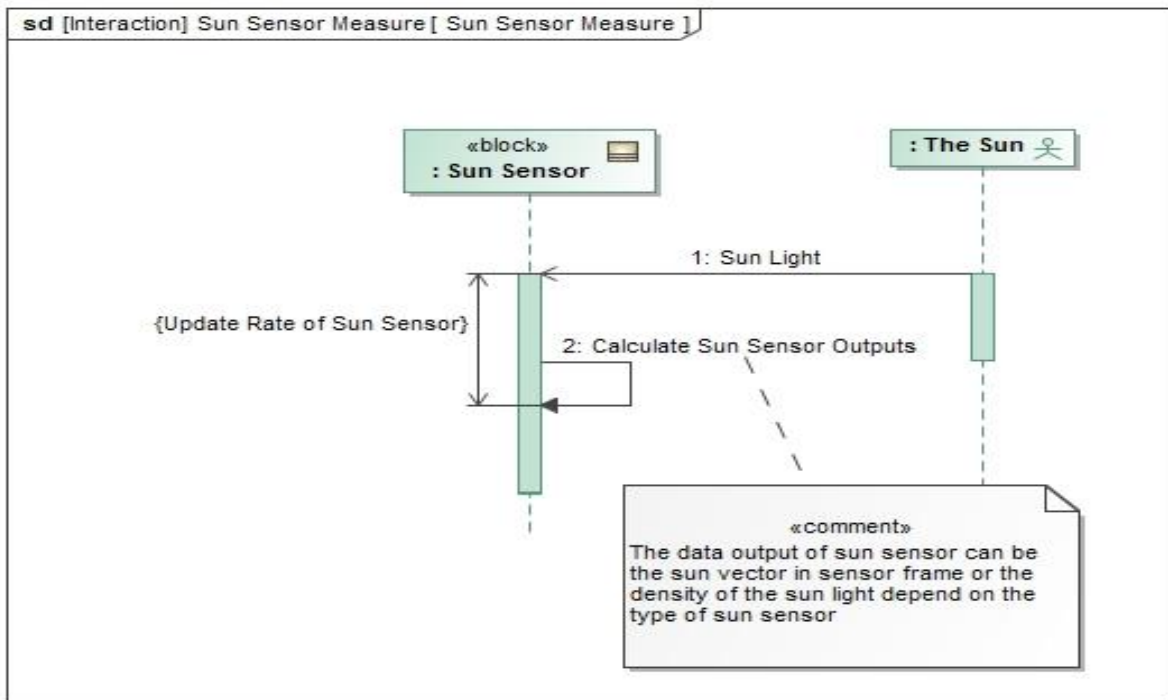 sd [Interaction] Sun Sensor Measure [ Sun Sensor Measure ]
«block»
: Sun Sensor
: The Sun
1: Sun Light
{Update Rate of Sun Sensor}
2: Calculate Sun Sensor Outputs
«comment»
The data output of sun sensor can be
the sun vector in sensor frame or the
density of the sun light depend on the
type of sun sensor